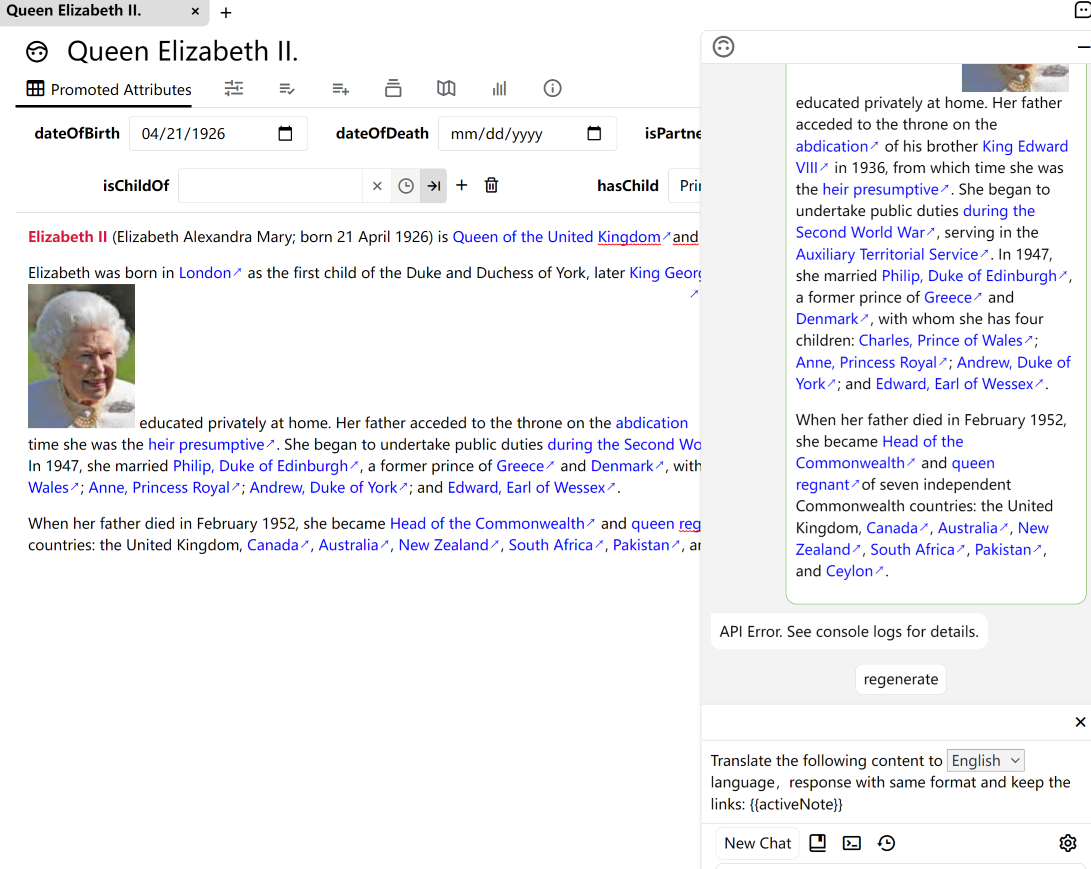 Queen Elizabeth II. × +
Queen Elizabeth II.
Promoted Attributes
dateOfBirth 04/21/1926 dateOfDeath mm/dd/yyyy isPartne
isChildOf × + hasChild Prin
Elizabeth II (Elizabeth Alexandra Mary; born 21 April 1926) is Queen of the United Kingdom↗and
Elizabeth was born in London↗ as the first child of the Duke and Duchess of York, later King Georg
↗
educated privately at home. Her father acceded to the throne on the abdication
time she was the heir presumptive↗. She began to undertake public duties during the Second Wo
In 1947, she married Philip, Duke of Edinburgh↗, a former prince of Greece↗ and Denmark↗, with
Wales↗; Anne, Princess Royal↗; Andrew, Duke of York↗; and Edward, Earl of Wessex↗.
When her father died in February 1952, she became Head of the Commonwealth↗ and queen reg
countries: the United Kingdom, Canada↗, Australia↗, New Zealand↗, South Africa↗, Pakistan↗, an
educated privately at home. Her father
acceded to the throne on the
abdication↗ of his brother King Edward
VIII↗ in 1936, from which time she was
the heir presumptive↗. She began to
undertake public duties during the
Second World War↗, serving in the
Auxiliary Territorial Service↗. In 1947,
she married Philip, Duke of Edinburgh↗,
a former prince of Greece↗ and
Denmark↗, with whom she has four
children: Charles, Prince of Wales↗;
Anne, Princess Royal↗; Andrew, Duke of
York↗; and Edward, Earl of Wessex↗.
When her father died in February 1952,
she became Head of the
Commonwealth↗ and queen
regnant↗of seven independent
Commonwealth countries: the United
Kingdom, Canada↗, Australia↗, New
Zealand↗, South Africa↗, Pakistan↗,
and Ceylon↗.
API Error. See console logs for details.
regenerate
×
Translate the following content to English
language，response with same format and keep the
links: {{activeNote}}
New Chat